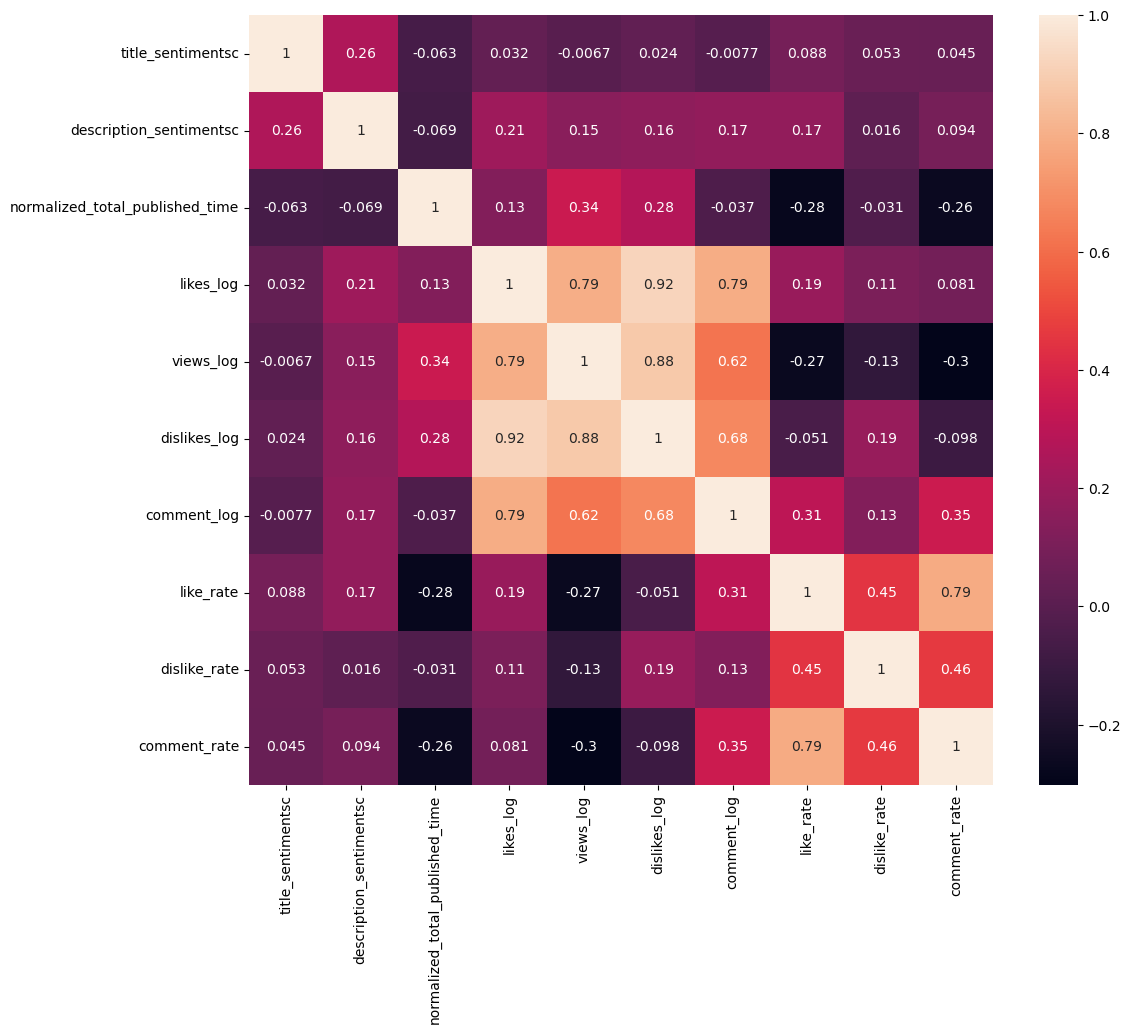 title_sentimentsc 1 0.26 -0.063 0.032 -0.0067 0.024 -0.0077 0.088 0.053 0.045
description_sentimentsc 0.26 1 -0.069 0.21 0.15 0.16 0.17 0.17 0.016 0.094
normalized_total_published_time -0.063 -0.069 1 0.13 0.34 0.28 -0.037 -0.28 -0.031 -0.26
likes_log 0.032 0.21 0.13 1 0.79 0.92 0.79 0.19 0.11 0.081
views_log -0.0067 0.15 0.34 0.79 1 0.88 0.62 -0.27 -0.13 -0.3
dislikes_log 0.024 0.16 0.28 0.92 0.88 1 0.68 -0.051 0.19 -0.098
comment_log -0.0077 0.17 -0.037 0.79 0.62 0.68 1 0.31 0.13 0.35
like_rate 0.088 0.17 -0.28 0.19 -0.27 -0.051 0.31 1 0.45 0.79
dislike_rate 0.053 0.016 -0.031 0.11 -0.13 0.19 0.13 0.45 1 0.46
comment_rate 0.045 0.094 -0.26 0.081 -0.3 -0.098 0.35 0.79 0.46 1
title_sentimentsc
description_sentimentsc
normalized_total_published_time
likes_log
views_log
dislikes_log
comment_log
like_rate
dislike_rate
comment_rate
1.0
0.8
0.6
0.4
0.2
0.0
−0.2